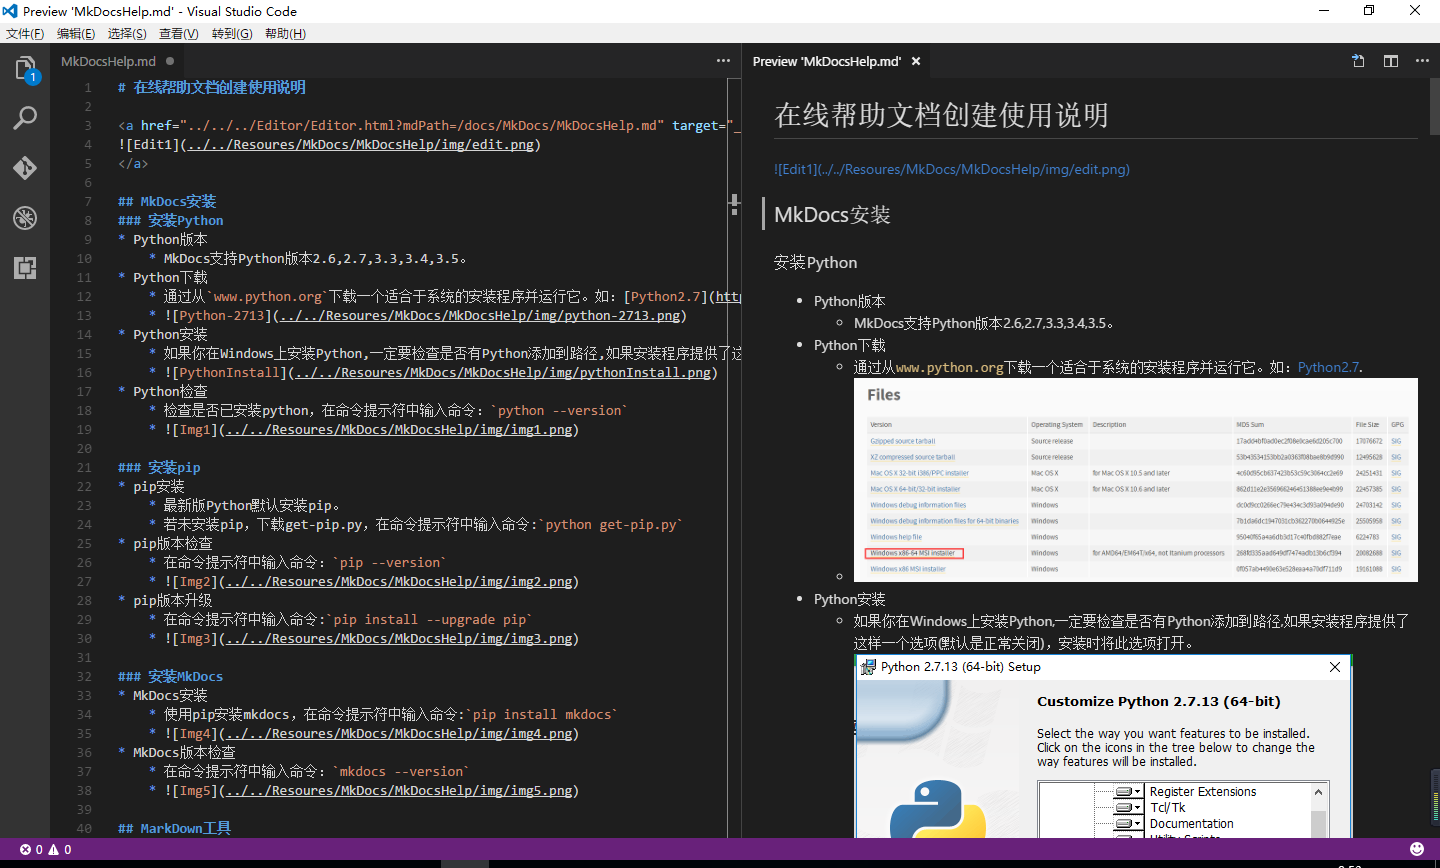 Preview 'MkDocsHelp.md' - Visual Studio Code
文件(F) 编辑(E) 选择(S) 查看(V) 转到(G) 帮助(H)
MkDocsHelp.md
1
1 # 在线帮助文档创建使用说明
2
3 <a href="../../../Editor/Editor.html?mdPath=/docs/MkDocs/MkDocsHelp.md" target="_
4 ![Edit1](../../Resoures/MkDocs/MkDocsHelp/img/edit.png)
5 </a>
6
7 ## MkDocs安装
8 ### 安装Python
9 * Python版本
10 * MkDocs支持Python版本2.6,2.7,3.3,3.4,3.5。
11 * Python下载
12 * 通过从`www.python.org`下载一个适合于系统的安装程序并运行它。如：[Python2.7](http
13 * ![Python-2713](../../Resoures/MkDocs/MkDocsHelp/img/python-2713.png)
14 * Python安装
15 * 如果你在Windows上安装Python,一定要检查是否有Python添加到路径,如果安装程序提供了这
16 * ![PythonInstall](../../Resoures/MkDocs/MkDocsHelp/img/pythonInstall.png)
17 * Python检查
18 * 检查是否已安装python，在命令提示符中输入命令：`python --version`
19 * ![Img1](../../Resoures/MkDocs/MkDocsHelp/img/img1.png)
20
21 ### 安装pip
22 * pip安装
23 * 最新版Python默认安装pip。
24 * 若未安装pip，下载get-pip.py，在命令提示符中输入命令:`python get-pip.py`
25 * pip版本检查
26 * 在命令提示符中输入命令：`pip --version`
27 * ![Img2](../../Resoures/MkDocs/MkDocsHelp/img/img2.png)
28 * pip版本升级
29 * 在命令提示符中输入命令:`pip install --upgrade pip`
30 * ![Img3](../../Resoures/MkDocs/MkDocsHelp/img/img3.png)
31
32 ### 安装MkDocs
33 * MkDocs安装
34 * 使用pip安装mkdocs，在命令提示符中输入命令:`pip install mkdocs`
35 * ![Img4](../../Resoures/MkDocs/MkDocsHelp/img/img4.png)
36 * MkDocs版本检查
37 * 在命令提示符中输入命令：`mkdocs --version`
38 * ![Img5](../../Resoures/MkDocs/MkDocsHelp/img/img5.png)
39
40 ## MarkDown工具
Preview 'MkDocsHelp.md'
在线帮助文档创建使用说明
![Edit1](../../Resoures/MkDocs/MkDocsHelp/img/edit.png)
MkDocs安装
安装Python
Python版本
MkDocs支持Python版本2.6,2.7,3.3,3.4,3.5。
Python下载
通过从www.python.org下载一个适合于系统的安装程序并运行它。如：Python2.7.
Files
Version Operating System Description MD5 Sum File Size GPG
Gzipped source tarball Source release 17076672 SIG
XZ compressed source tarball Source release 12495628 SIG
Mac OS X 32-bit i386/PPC installer Mac OS X for Mac OS X 10.5 and later 24251431 SIG
Mac OS X 64-bit/32-bit installer Mac OS X for Mac OS X 10.6 and later 22457385 SIG
Windows debug information files Windows 24703142 SIG
Windows debug information files for 64-bit binaries Windows 25505958 SIG
Windows help file Windows 6224783 SIG
Windows x86-64 MSI installer Windows for AMD64/EM64T/x64, not Itanium processors 20082688 SIG
Windows x86 MSI installer Windows 19161088 SIG
Python安装
如果你在Windows上安装Python,一定要检查是否有Python添加到路径,如果安装程序提供了
这样一个选项(默认是正常关闭)，安装时将此选项打开。
Python 2.7.13 (64-bit) Setup
Customize Python 2.7.13 (64-bit)
Select the way you want features to be installed.
Click on the icons in the tree below to change the
way features will be installed.
Register Extensions
Tcl/Tk
Documentation
Utility Scripts
0 0